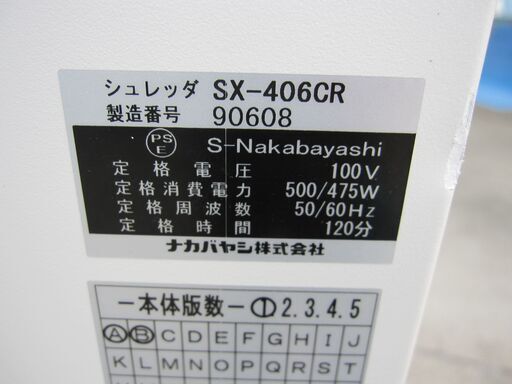 シュレッダ SX-406CR
製造番号 90608
PS
E
S-Nakabayashi
定格電圧 100V
定格消費電力 500/475W
定格周波数 50/60Hz
定格時間 120分
ナカバヤシ株式会社
—本体版数—①2.3.4.5
ⒶⒷCDEFGHIJ
KLMNOPQRST